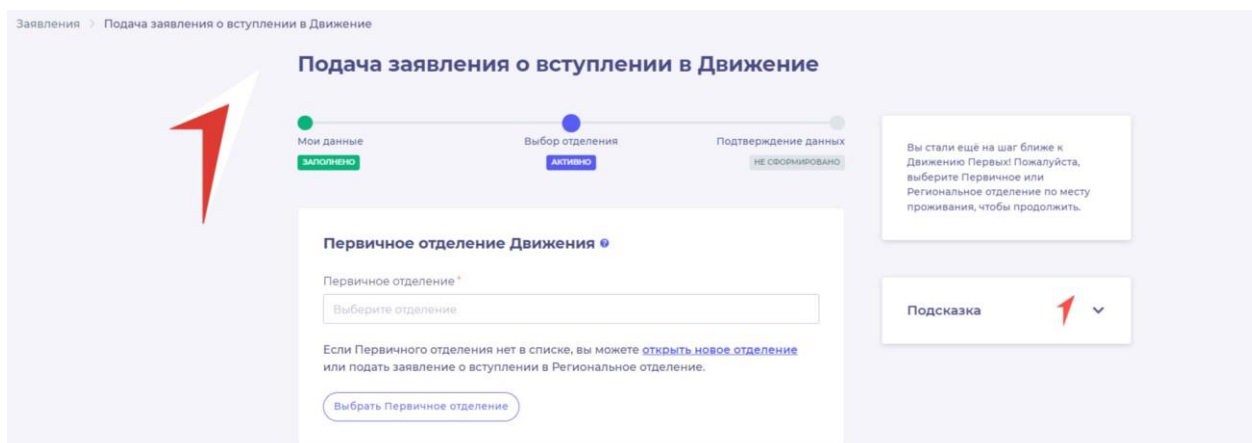 Заявления > Подача заявления о вступлении в Движение
Подача заявления о вступлении в Движение
Мои данные
ЗАПОЛНЕНО
Выбор отделения
АКТИВНО
Подтверждение данных
НЕ СФОРМИРОВАНО
Вы стали ещё на шаг ближе к
Движению Первых! Пожалуйста,
выберите Первичное или
Региональное отделение по месту
проживания, чтобы продолжить.
Первичное отделение Движения ?
Первичное отделение *
Выберите отделение
Если Первичного отделения нет в списке, вы можете открыть новое отделение
или подать заявление о вступлении в Региональное отделение.
Выбрать Первичное отделение
Подсказка